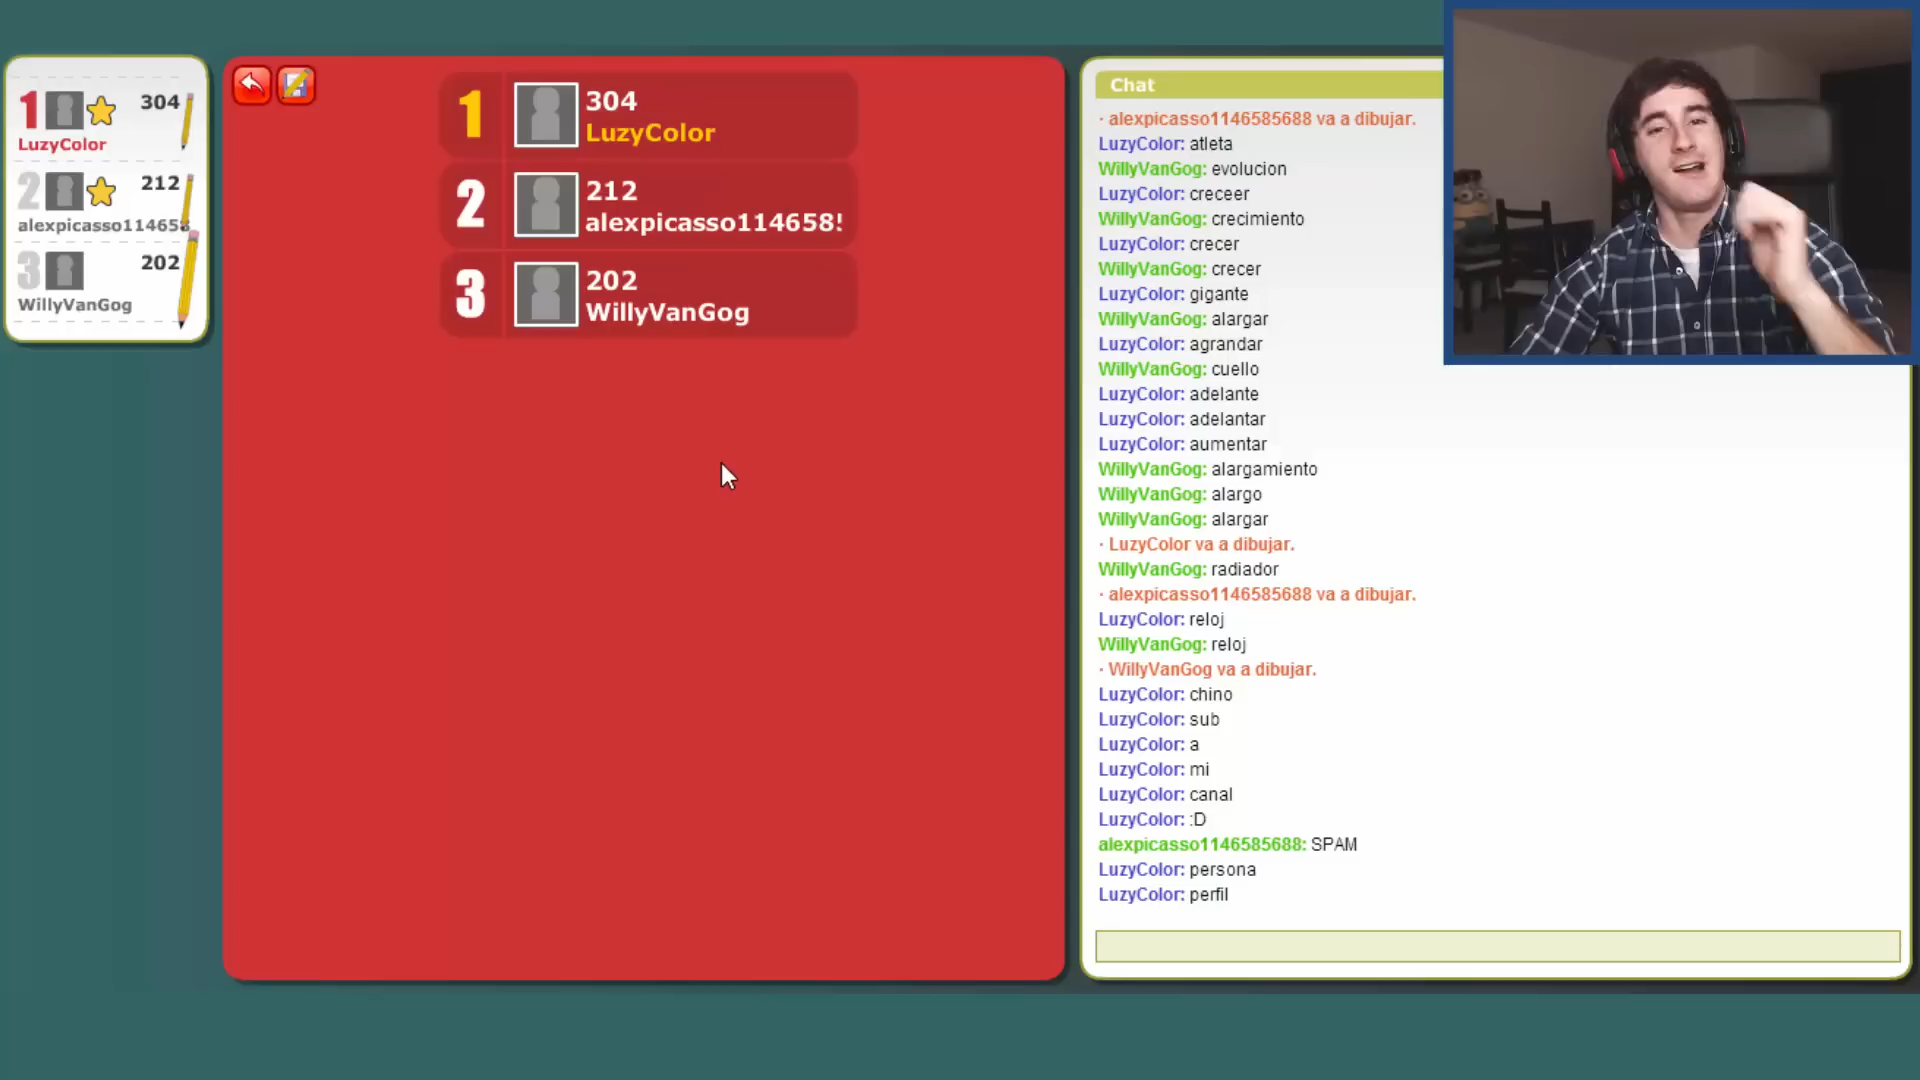 1
304
LuzyColor
2
212
alexpicasso114658
3
202
WillyVanGog
1
304
LuzyColor
2
212
alexpicasso114658!
3
202
WillyVanGog
Chat
· alexpicasso1146585688 va a dibujar.
LuzyColor: atleta
WillyVanGog: evolucion
LuzyColor: creceer
WillyVanGog: crecimiento
LuzyColor: crecer
WillyVanGog: crecer
LuzyColor: gigante
WillyVanGog: alargar
LuzyColor: agrandar
WillyVanGog: cuello
LuzyColor: adelante
LuzyColor: adelantar
LuzyColor: aumentar
WillyVanGog: alargamiento
WillyVanGog: alargo
WillyVanGog: alargar
· LuzyColor va a dibujar.
WillyVanGog: radiador
· alexpicasso1146585688 va a dibujar.
LuzyColor: reloj
WillyVanGog: reloj
· WillyVanGog va a dibujar.
LuzyColor: chino
LuzyColor: sub
LuzyColor: a
LuzyColor: mi
LuzyColor: canal
LuzyColor: :D
alexpicasso1146585688: SPAM
LuzyColor: persona
LuzyColor: perfil